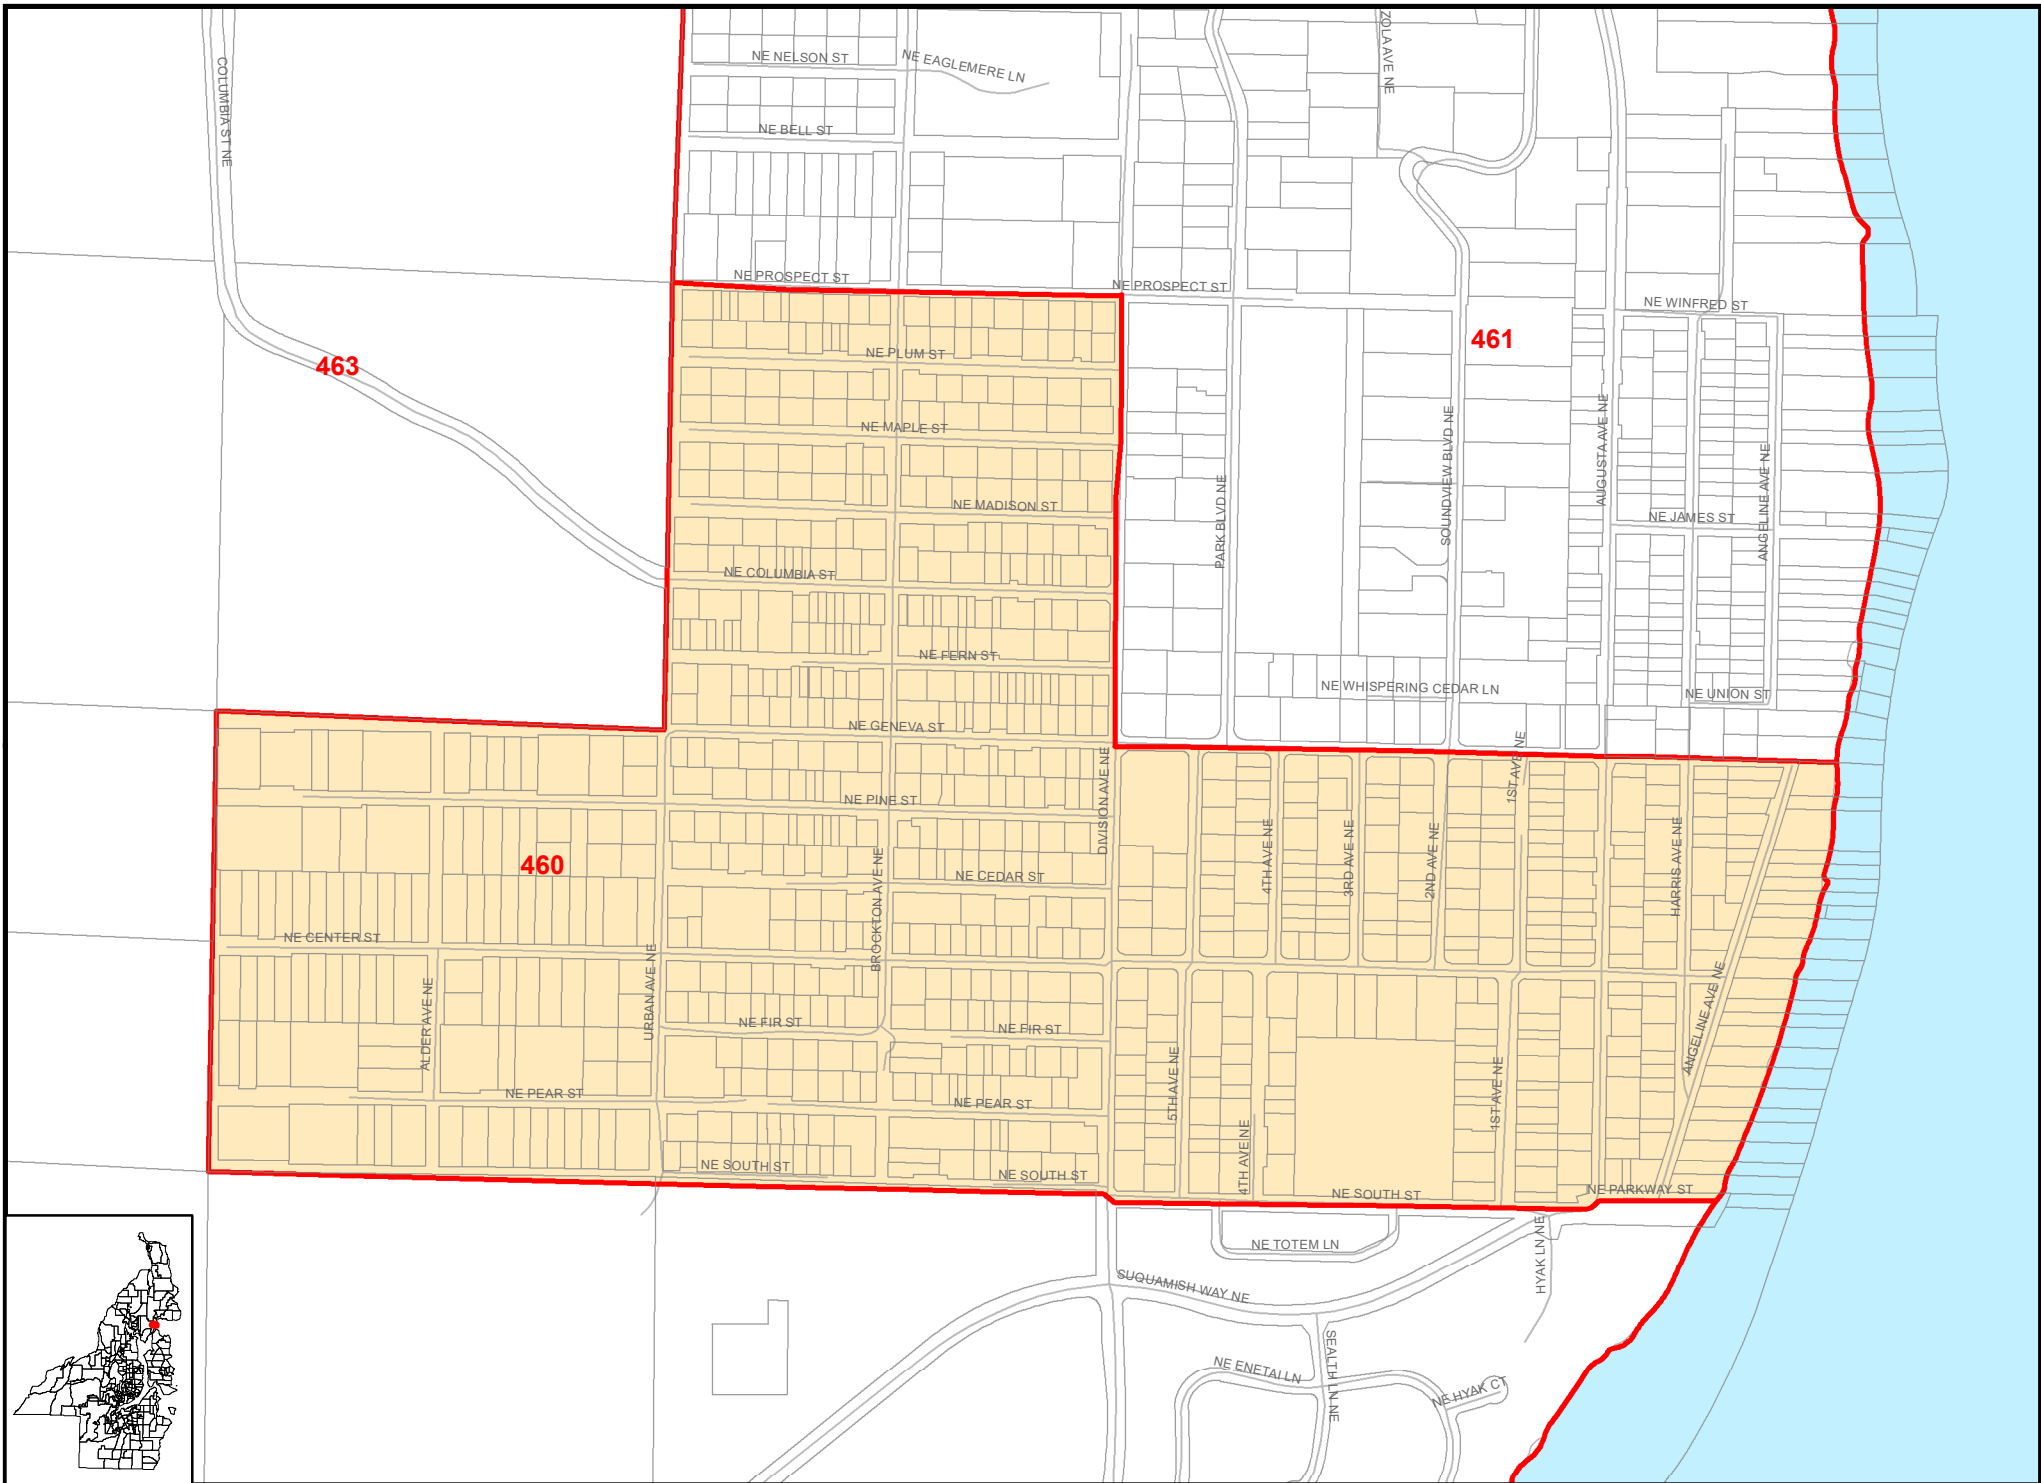 ZOLA AVE NE
NE NELSON ST
NE EAGLEMERE LN
COLUMBIA ST NE
NE BELL ST
NE PROSPECT ST
NE PROSPECT ST
NE WINFRED ST
461
463
NE PLUM ST
NE MAPLE ST
SOUNDVIEW BLVD NE
AUGUSTA AVE NE
ANGELINE AVE NE
PARK BLVD NE
NE MADISON ST
NE JAMES ST
NE COLUMBIA ST
NE FERN ST
NE WHISPERING CEDAR LN
NE UNION ST
NE GENEVA ST
1ST AVE NE
DIVISION AVE NE
NE PINE ST
4TH AVE NE
3RD AVE NE
2ND AVE NE
HARRIS AVE NE
460
NE CEDAR ST
BROCKTON AVE NE
NE CENTER ST
URBAN AVE NE
ALDER AVE NE
ANGELINE AVE NE
NE FIR ST
NE FIR ST
5TH AVE NE
1ST AVE NE
NE PEAR ST
NE PEAR ST
4TH AVE NE
NE SOUTH ST
NE SOUTH ST
NE SOUTH ST
NE PARKWAY ST
NE TOTEM LN
HYAK LN NE
SUQUAMISH WAY NE
SEALTH LN NE
NE ENETAI LN
NE HYAK CT